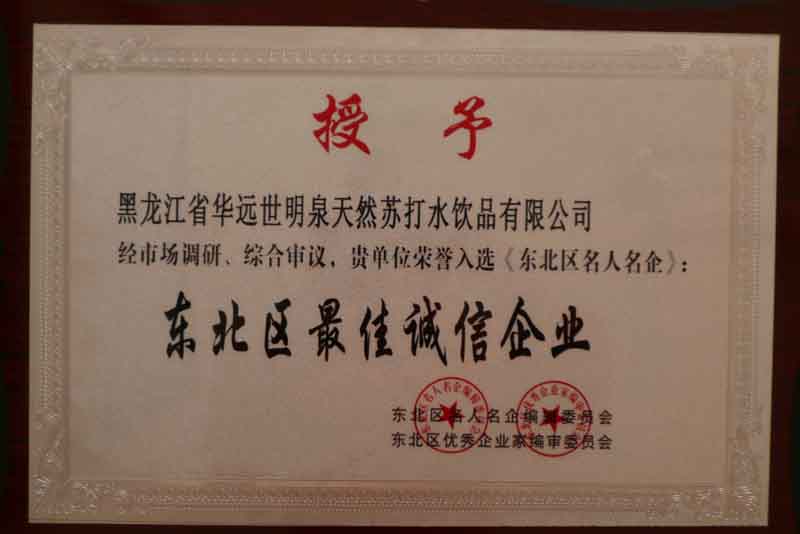 授予
黑龙江省华远世明泉天然苏打水饮品有限公司
经市场调研、综合审议，贵单位荣誉入选《东北区名人名企》：
东北区最佳诚信企业
东北区名人名企编辑委员会
东北区优秀企业家编审委员会